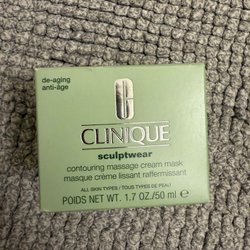 de-aging
anti-âge
CLINIQUE
sculptwear
contouring massage cream mask
masque crème lissant raffermissant
ALL SKIN TYPES / TOUS TYPES DE PEAU
POIDS NET WT. 1.7 OZ./50 ml e